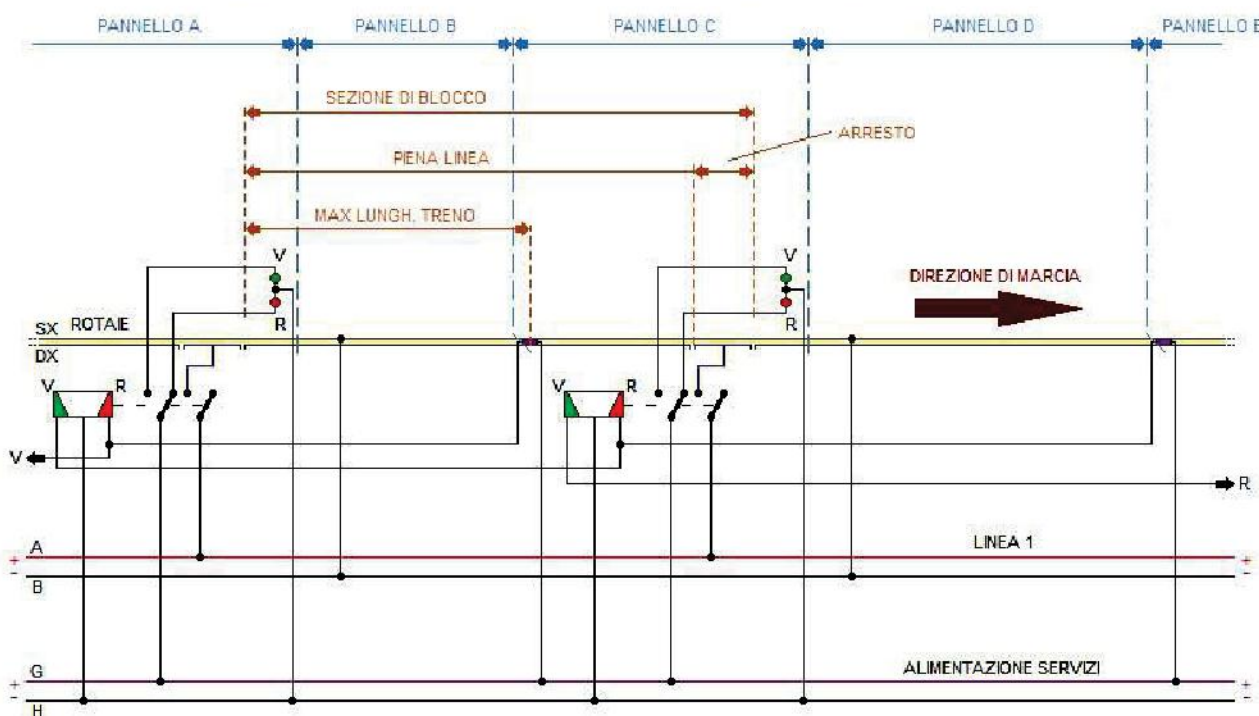 PANNELLO A PANNELLO B PANNELLO C PANNELLO D PANNELLO E
SEZIONE DI BLOCCO
ARRESTO
PIENA LINEA
MAX LUNGH. TRENO
V V
DIREZIONE DI MARCIA
R R
SX ROTAIE
DX
V R V R
V R
A LINEA 1
+ +
- -
B
G ALIMENTAZIONE SERVIZI
+ +
- -
H